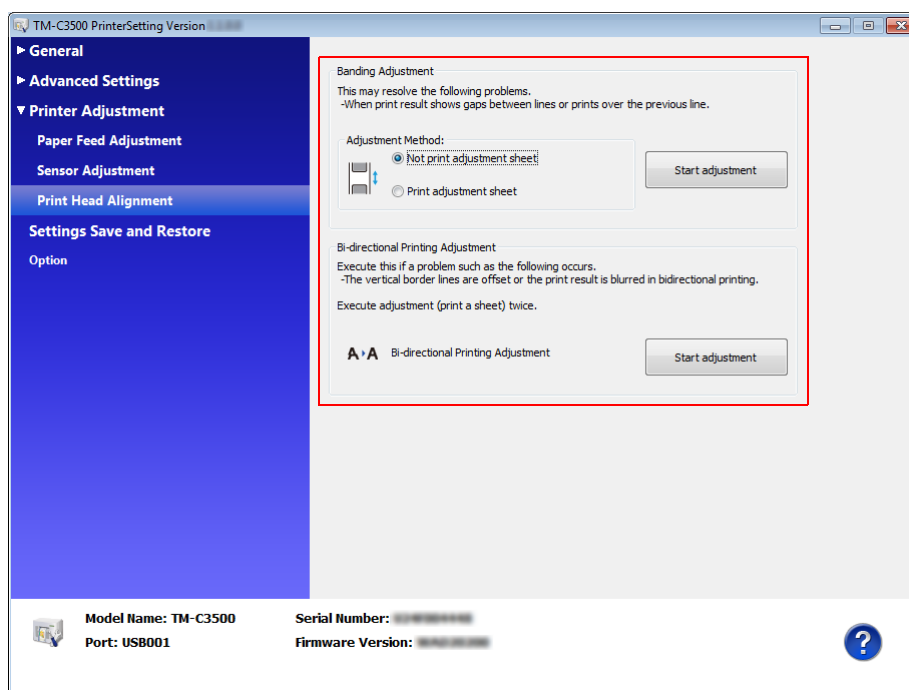 TM-C3500 PrinterSetting Version
General
Advanced Settings
Printer Adjustment
Paper Feed Adjustment
Sensor Adjustment
Print Head Alignment
Settings Save and Restore
Option
Banding Adjustment
This may resolve the following problems.
-When print result shows gaps between lines or prints over the previous line.
Adjustment Method:
Not print adjustment sheet
Print adjustment sheet
Start adjustment
Bi-directional Printing Adjustment
Execute this if a problem such as the following occurs.
-The vertical border lines are offset or the print result is blurred in bidirectional printing.
Execute adjustment (print a sheet) twice.
A A Bi-directional Printing Adjustment
Start adjustment
Model Name: TM-C3500
Serial Number:
Port: USB001
Firmware Version:
?